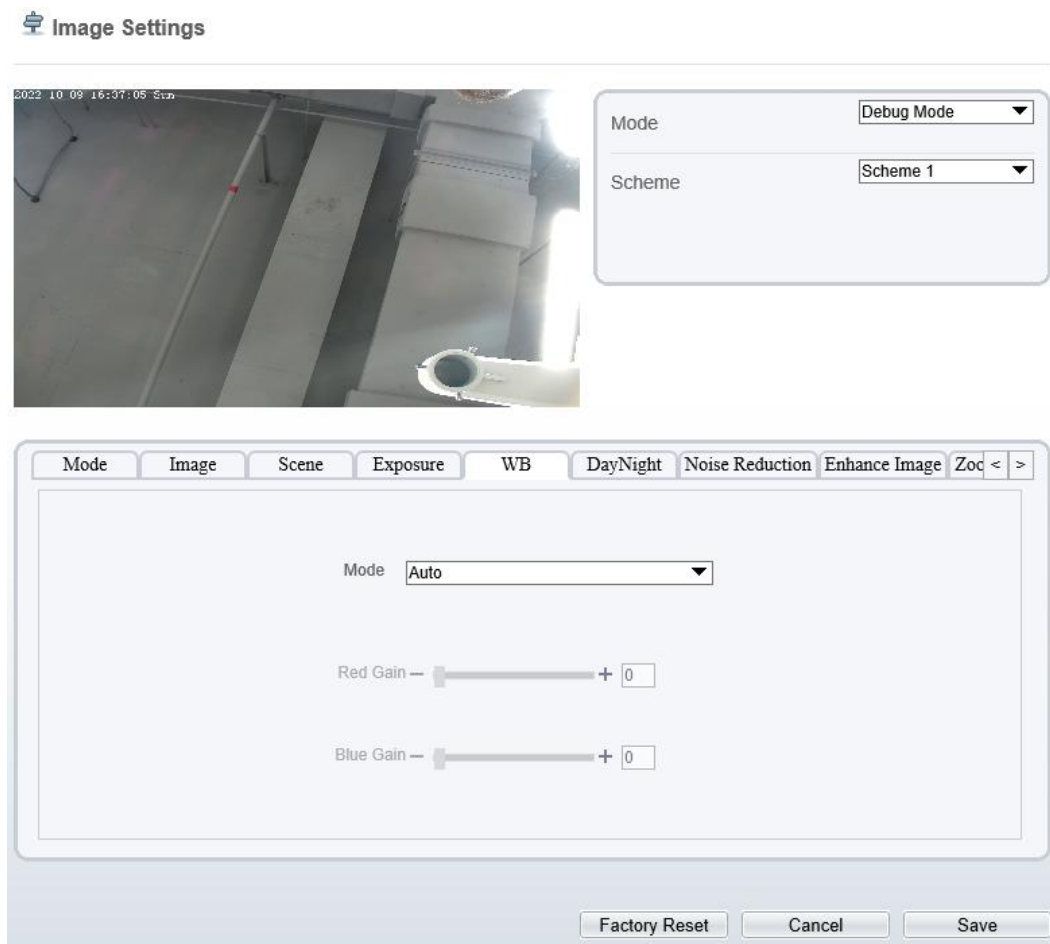 Image Settings
2022 10 09 16:37:05 Sun
Mode Debug Mode
Scheme Scheme 1
Mode Image Scene Exposure WB DayNight Noise Reduction Enhance Image Zoo < >
Mode Auto
Red Gain − + 0
Blue Gain − + 0
Factory Reset Cancel Save